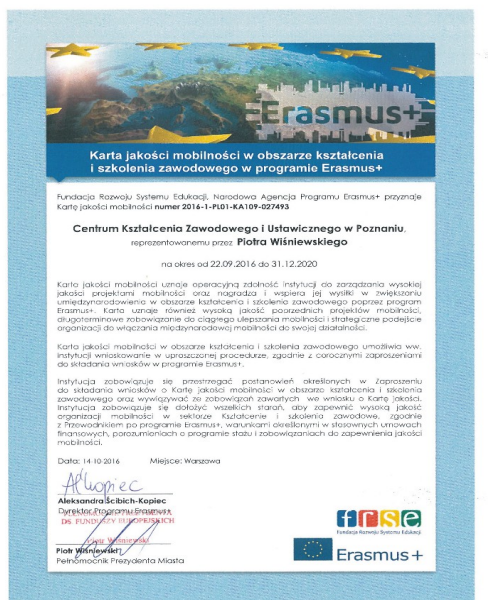 Erasmus+
Karta jakości mobilności w obszarze kształcenia
i szkolenia zawodowego w programie Erasmus+
Fundacja Rozwoju Systemu Edukacji, Narodowa Agencja Programu Erasmus+ przyznaje
Kartę jakości mobilności numer 2016-1-PL01-KA109-027493
Centrum Kształcenia Zawodowego i Ustawicznego w Poznaniu,
reprezentowanemu przez Piotra Wiśniewskiego
na okres od 22.09.2016 do 31.12.2020
Karta jakości mobilności uznaje operacyjną zdolność instytucji do zarządzania wysokiej
jakości projektami mobilności oraz nagradza i wspiera jej wysiłki w zwiększaniu
umiędzynarodowienia w obszarze kształcenia i szkolenia zawodowego poprzez program
Erasmus+. Karta uznaje również wysoką jakość poprzednich projektów mobilności,
długoterminowe zobowiązanie do ciągłego ulepszania mobilności i strategiczne podejście
organizacji do włączania międzynarodowej mobilności do swojej działalności.
Karta jakości mobilności w obszarze kształcenia i szkolenia zawodowego umożliwia ww.
Instytucji wnioskowanie w uproszczonej procedurze, zgodnie z corocznymi zaproszeniami
do składania wniosków w programie Erasmus+.
Instytucja zobowiązuje się przestrzegać postanowień określonych w Zaproszeniu
do składania wniosków o Kartę jakości mobilności w obszarze kształcenia i szkolenia
zawodowego oraz wywiązywać ze zobowiązań zawartych we wniosku o Kartę jakości.
Instytucja zobowiązuje się dołożyć wszelkich starań, aby zapewnić wysoką jakość
organizacji mobilności w sektorze Kształcenie i szkolenia zawodowe, zgodnie
z Przewodnikiem po programie Erasmus+, warunkami określonymi w stosownych umowach
finansowych, porozumieniach o programie stażu i zobowiązaniach do zapewnienia jakości
mobilności.
Data: 14-10-2016 Miejsce: Warszawa
Aleksandra Ścibich-Kopiec
Dyrektor Programu Erasmus+
DS. FUNDUSZY EUROPEJSKICH
Piotr Wiśniewski
Piotr Wiśniewski
Pełnomocnik Prezydenta Miasta
frse
Fundacja Rozwoju Systemu Edukacji
Erasmus+